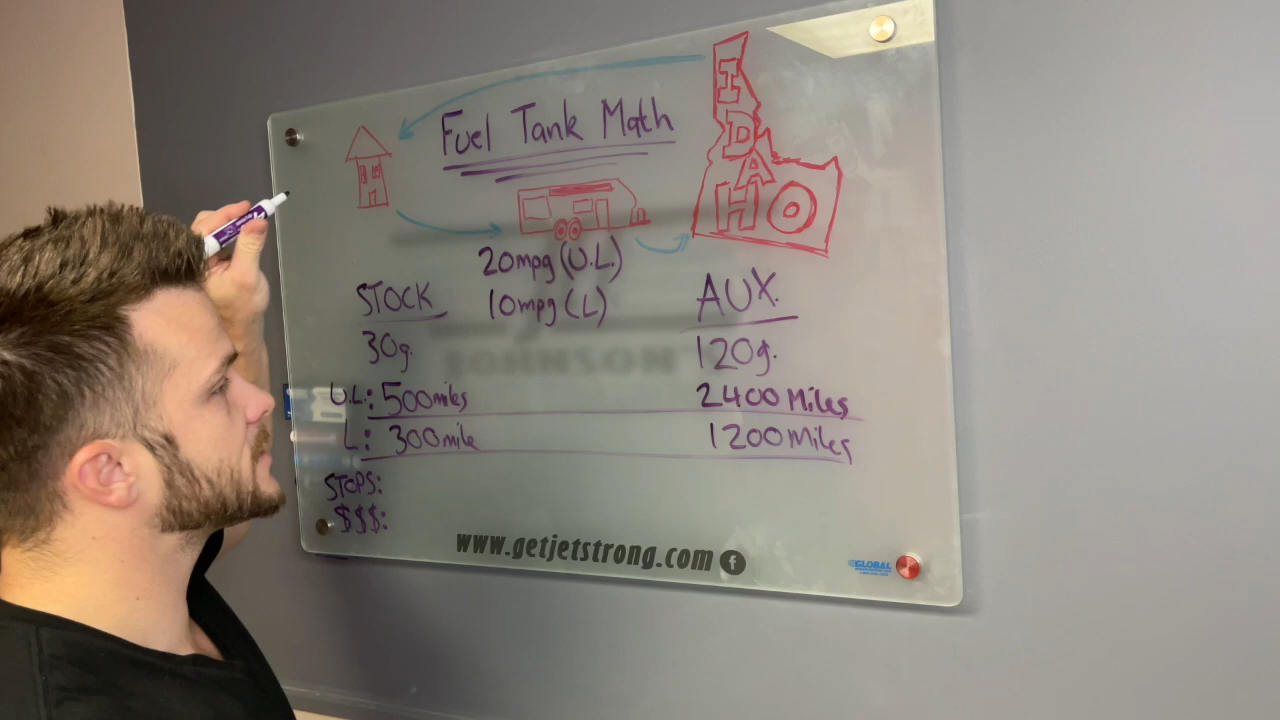 Fuel Tank Math
IDAHO
20mpg (U.L.)
10mpg (L)
STOCK
AUX.
30g.
120g.
U.L.: 500miles
2400 Miles
L: 300mile
1200 Miles
STOPS:
$$$:
www.getjetstrong.com f
GLOBAL